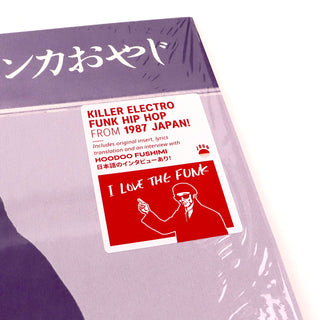 ンカおやじ
KILLER ELECTRO
FUNK HIP HOP
FROM 1987 JAPAN!
Includes original insert, lyrics
translation and an interview with
HOODOO FUSHIMI
日本語のインタビューあり!
I LOVE THE FUNK